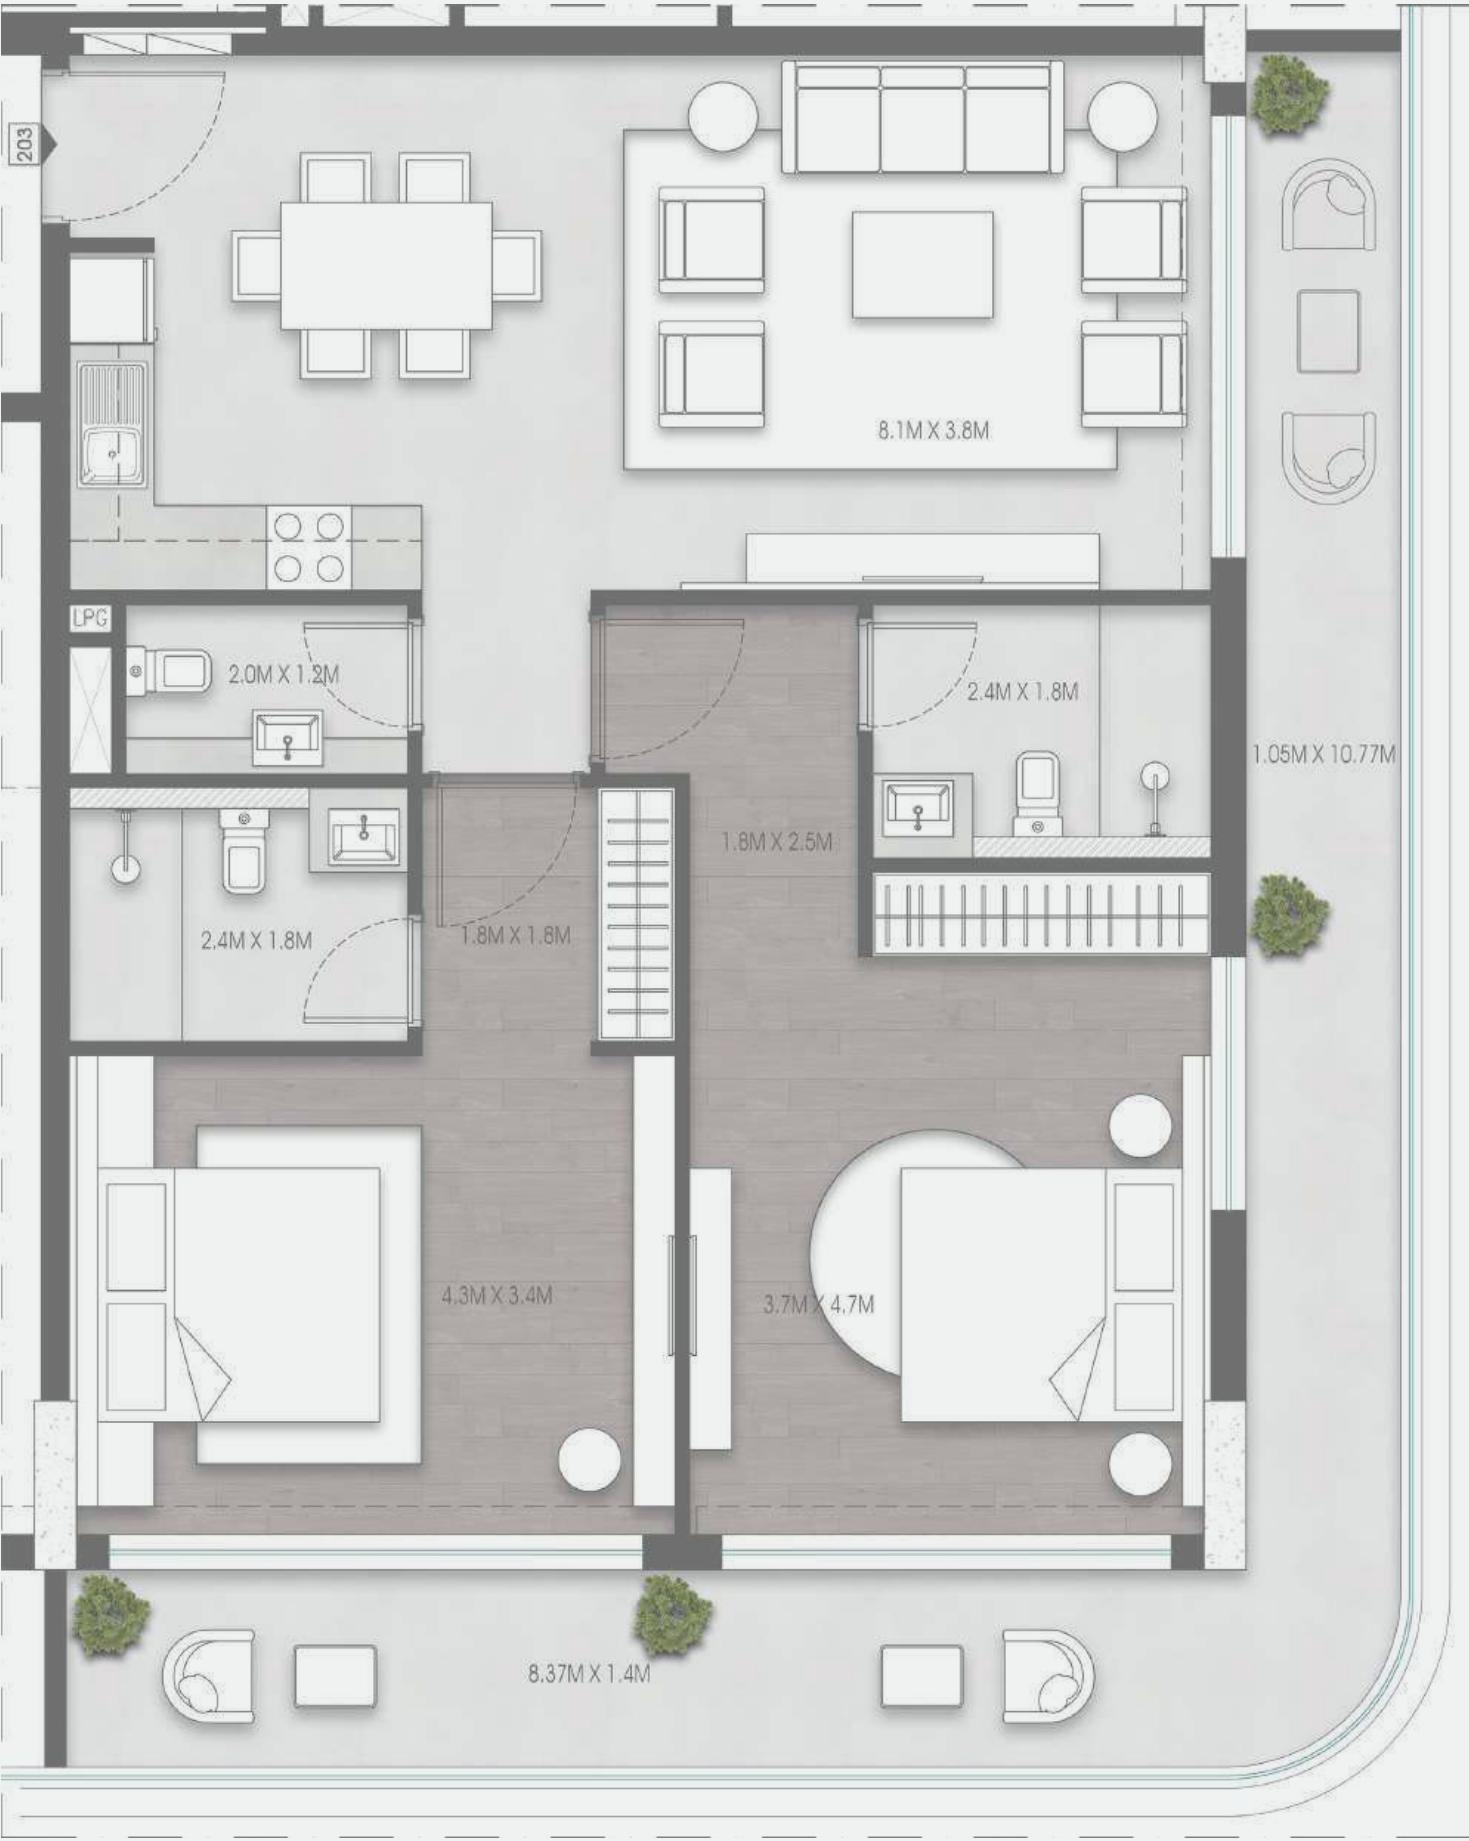 203
8.1M X 3.8M
LPG
2.0M X 1.2M
2.4M X 1.8M
1.05M X 10.77M
1.8M X 2.5M
2.4M X 1.8M
1.8M X 1.8M
4.3M X 3.4M
3.7M X 4.7M
8.37M X 1.4M